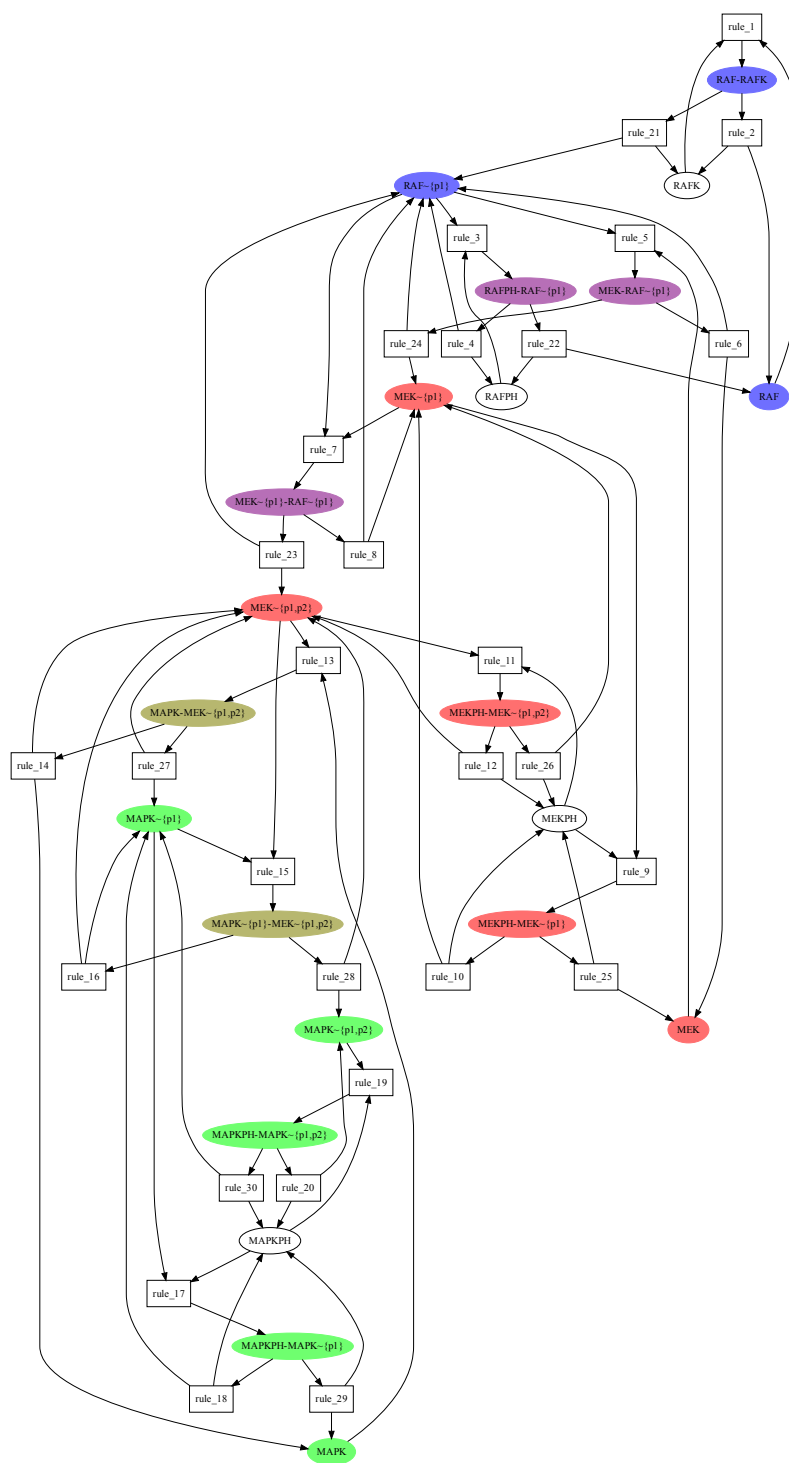 rule_1
RAF-RAFK
rule_21
rule_2
RAF~{p1}
RAFK
rule_3
rule_5
RAFPH-RAF~{p1}
MEK-RAF~{p1}
rule_24
rule_4
rule_22
rule_6
MEK~{p1}
RAFPH
RAF
rule_7
MEK~{p1}-RAF~{p1}
rule_23
rule_8
MEK~{p1,p2}
rule_13
rule_11
MAPK-MEK~{p1,p2}
MEKPH-MEK~{p1,p2}
rule_14
rule_27
rule_12
rule_26
MAPK~{p1}
MEKPH
rule_15
rule_9
MAPK~{p1}-MEK~{p1,p2}
MEKPH-MEK~{p1}
rule_16
rule_28
rule_10
rule_25
MAPK~{p1,p2}
MEK
rule_19
MAPKPH-MAPK~{p1,p2}
rule_30
rule_20
MAPKPH
rule_17
MAPKPH-MAPK~{p1}
rule_18
rule_29
MAPK